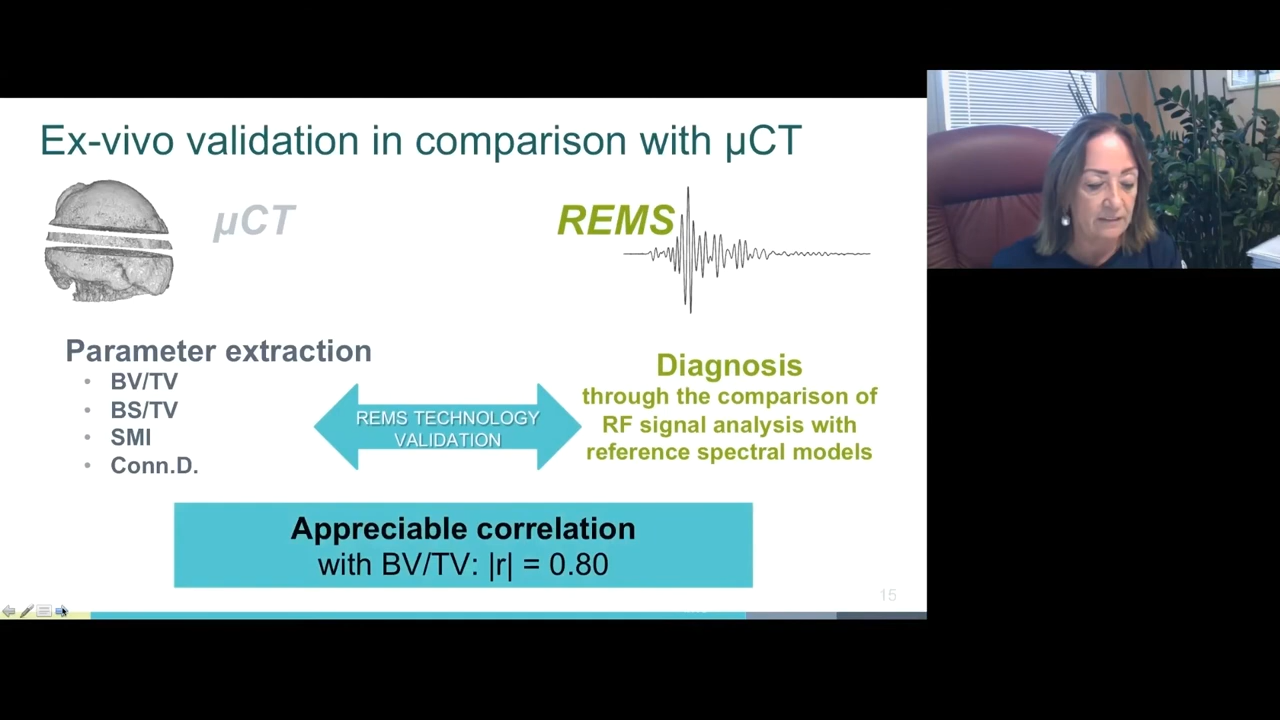 Ex-vivo validation in comparison with µCT
µCT
REMS
Parameter extraction
• BV/TV
• BS/TV
• SMI
• Conn.D.
REMS TECHNOLOGY
VALIDATION
Diagnosis
through the comparison of
RF signal analysis with
reference spectral models
Appreciable correlation
with BV/TV: |r| = 0.80
15